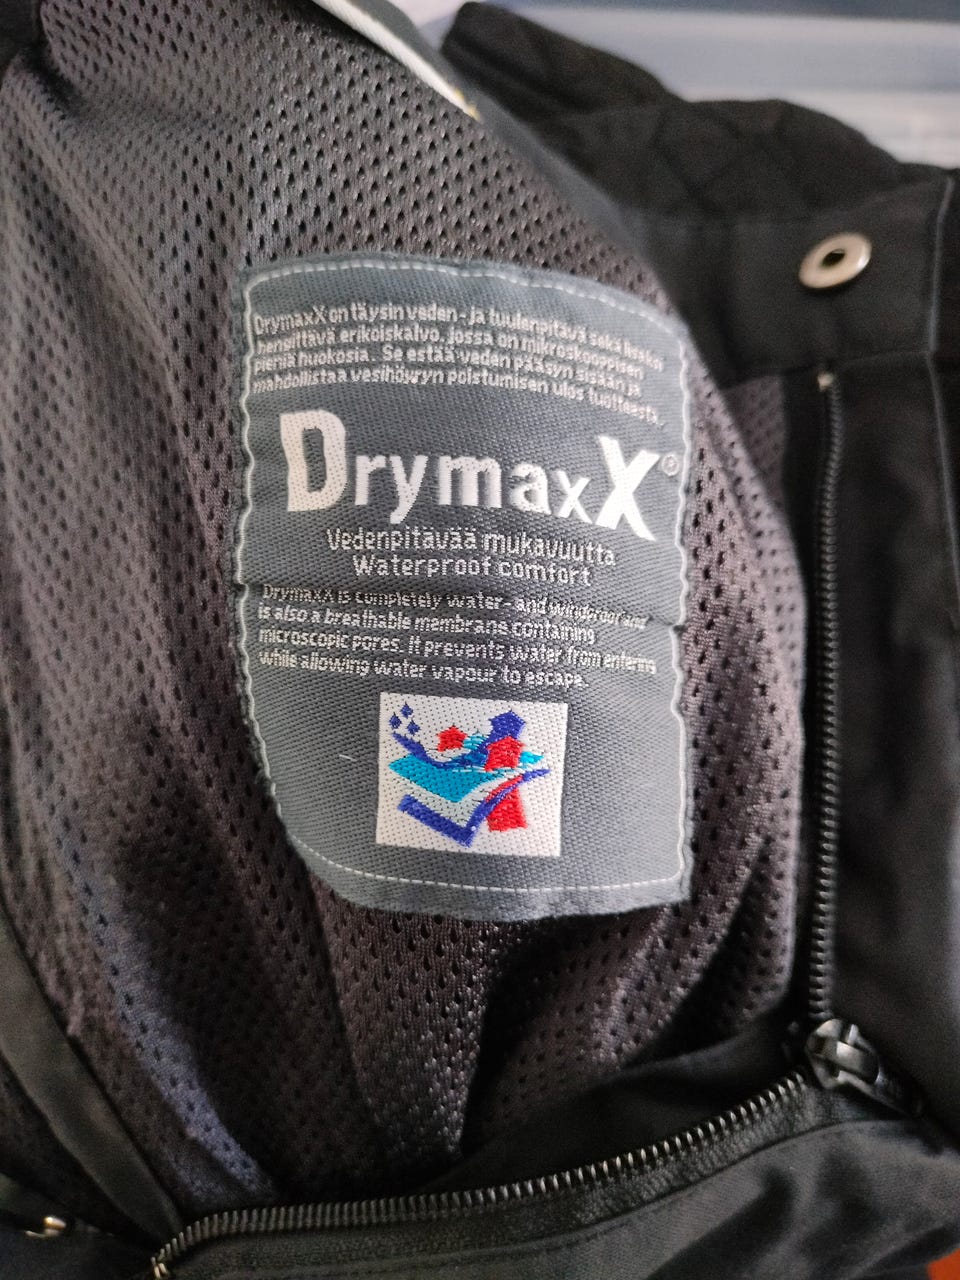 DrymaxX on täysin veden- ja tuulenpitävä sekä lisäksi
hengittävä erikoiskalvo, jossa on mikroskooppisen
pieniä huokosia. Se estää veden pääsyn sisään ja
mahdollistaa vesihöyryn poistumisen ulos tuotteesta.
DrymaxX®
Vedenpitävää mukavuutta
Waterproof comfort
DrymaxX is completely water- and windproof and
is also a breathable membrane containing
microscopic pores. It prevents water from entering
while allowing water vapour to escape.